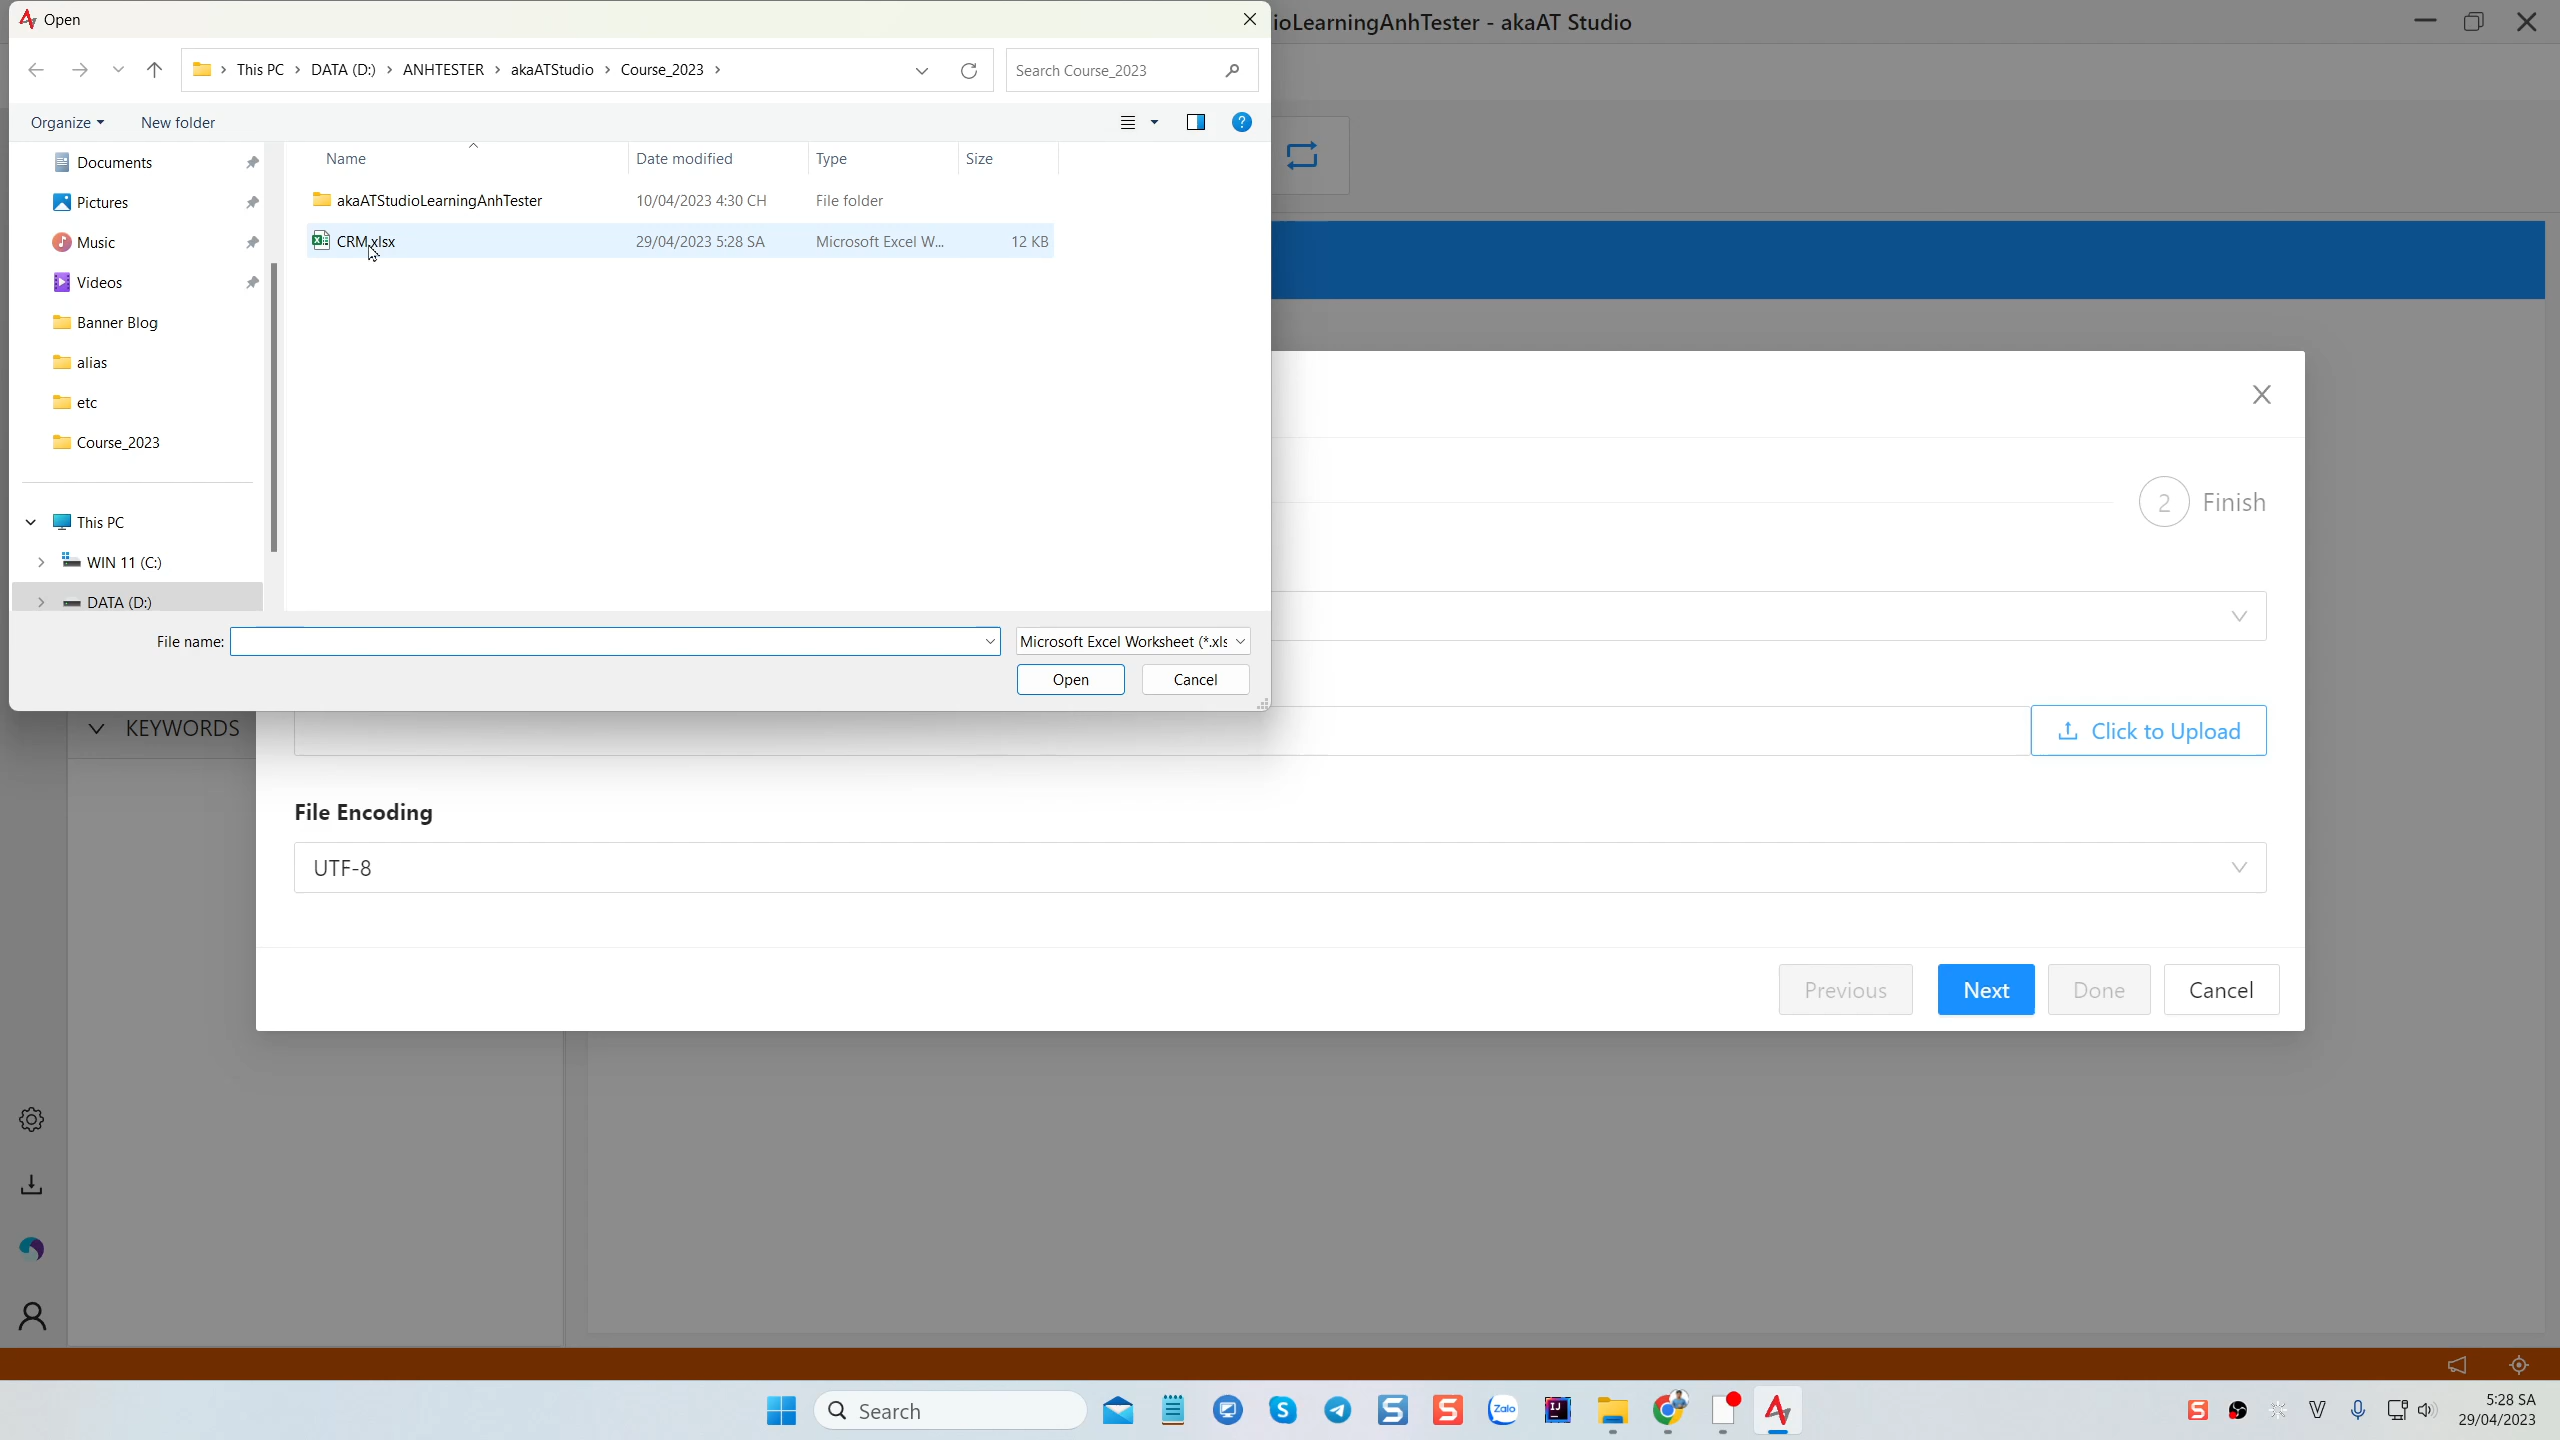 Open
ioLearningAnhTester - akaAT Studio
This PC > DATA (D:) > ANHTESTER > akaATStudio > Course_2023 >
Search Course_2023
Organize
New folder
Name
Date modified
Type
Size
Documents
Pictures
Music
Videos
Banner Blog
alias
etc
Course_2023
This PC
WIN 11 (C:)
DATA (D:)
akaATStudioLearningAnhTester
10/04/2023 4:30 CH
File folder
CRM.xlsx
29/04/2023 5:28 SA
Microsoft Excel W...
12 KB
File name:
Microsoft Excel Worksheet (*.xls
Open
Cancel
2 Finish
KEYWORDS
Click to Upload
File Encoding
UTF-8
Previous
Next
Done
Cancel
Search
Zalo
IJ
5:28 SA
29/04/2023